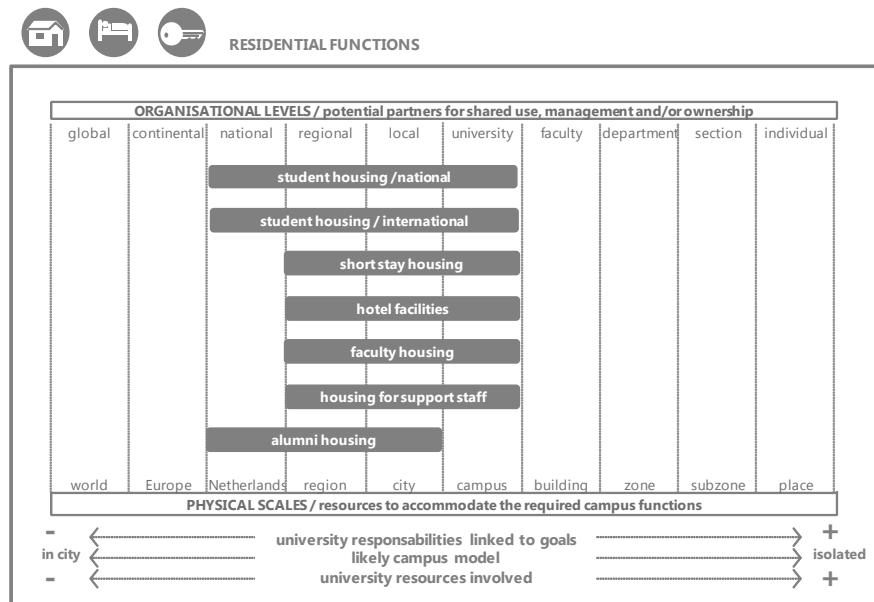 RESIDENTIAL FUNCTIONS
ORGANISATIONAL LEVELS / potential partners for shared use, management and/or ownership
global continental national regional local university faculty department section individual
student housing /national
student housing / international
short stay housing
hotel facilities
faculty housing
housing for support staff
alumni housing
world Europe Netherlands region city campus building zone subzone place
PHYSICAL SCALES / resources to accommodate the required campus functions
- university responsabilities linked to goals +
in city likely campus model isolated
- university resources involved +